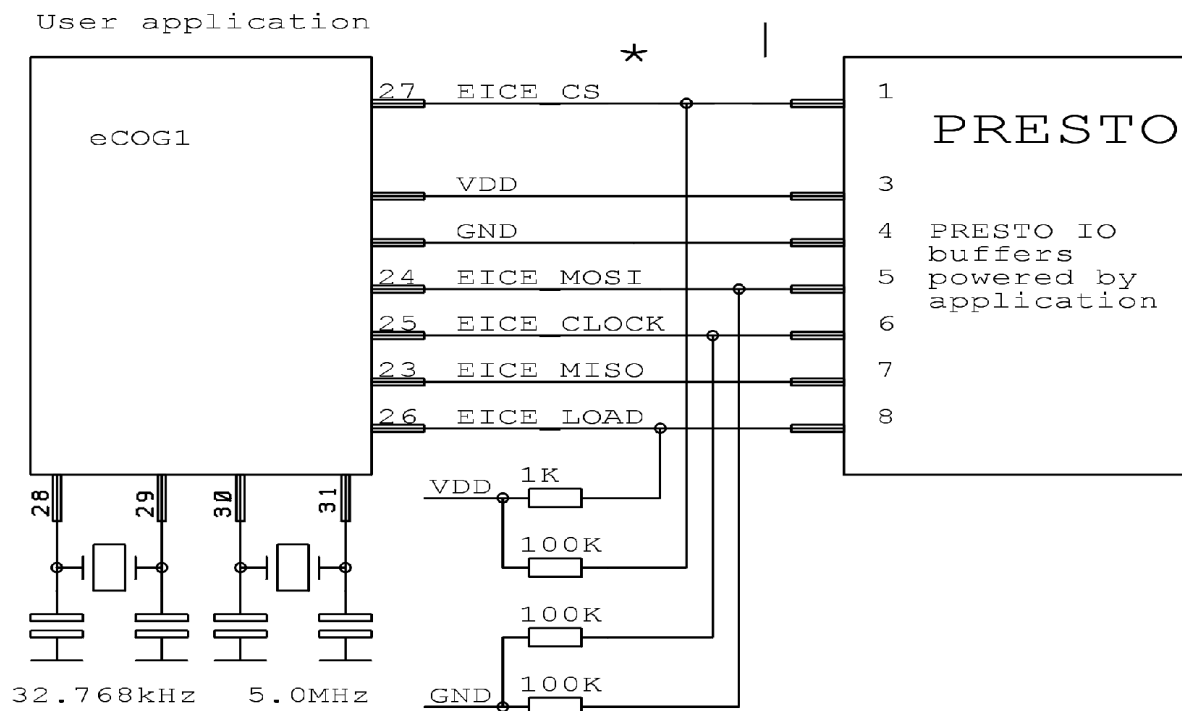 User application
*
27 EICE_CS 1
eCOG1
PRESTO
VDD 3
GND 4
PRESTO IO
buffers
powered by
application
24 EICE_MOSI 5
25 EICE_CLOCK 6
23 EICE_MISO 7
26 EICE_LOAD 8
28 29 30 31
VDD 1K
100K
100K
GND 100K
32.768kHz 5.0MHz